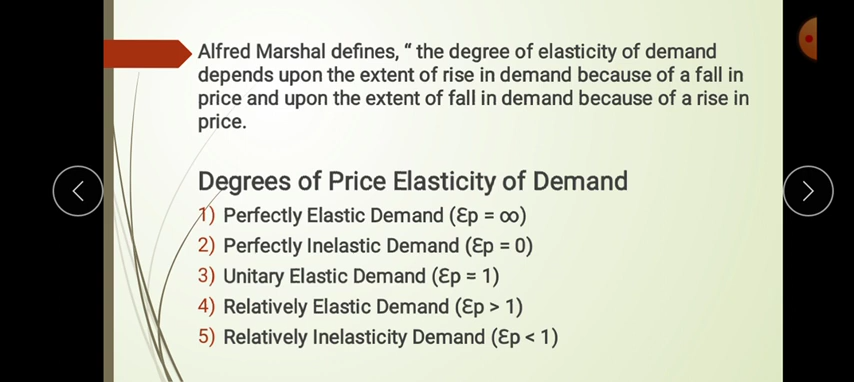 Alfred Marshal defines, “ the degree of elasticity of demand
depends upon the extent of rise in demand because of a fall in
price and upon the extent of fall in demand because of a rise in
price.
Degrees of Price Elasticity of Demand
1) Perfectly Elastic Demand (Ɛp = ∞)
2) Perfectly Inelastic Demand (Ɛp = 0)
3) Unitary Elastic Demand (Ɛp = 1)
4) Relatively Elastic Demand (Ɛp > 1)
5) Relatively Inelasticity Demand (Ɛp < 1)